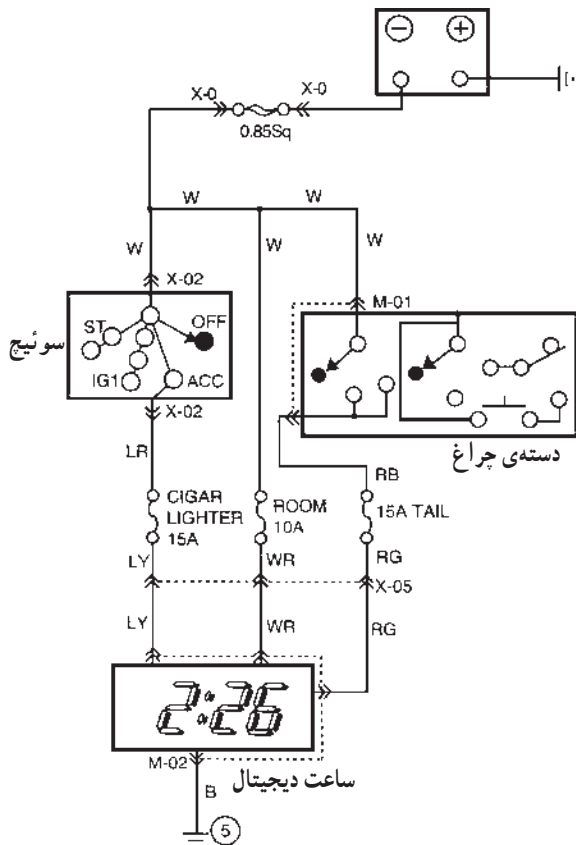 − +
X-0 X-0
0.85Sq
W W
W W W
X-02 M-01
ST OFF
سوئیچ
IG1 ACC
X-02
دسته‌ی چراغ
LR RB
CIGAR LIGHTER 15A
ROOM 10A
15A TAIL
LY WR RG
X-05
LY WR RG
2:26
M-02
ساعت دیجیتال
B
5